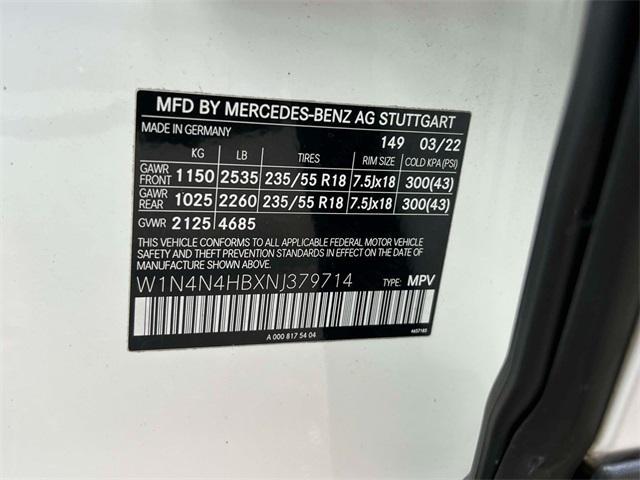 MFD BY MERCEDES-BENZ AG STUTTGART
MADE IN GERMANY 149 03/22
KG LB TIRES RIM SIZE COLD KPA (PSI)
GAWR FRONT 1150 2535 235/55 R18 7.5Jx18 300(43)
GAWR REAR 1025 2260 235/55 R18 7.5Jx18 300(43)
GVWR 2125 4685
THIS VEHICLE CONFORMS TO ALL APPLICABLE FEDERAL MOTOR VEHICLE
SAFETY AND THEFT PREVENTION STANDARDS IN EFFECT ON THE DATE OF
MANUFACTURE SHOWN ABOVE.
W1N4N4HBXNJ379714 TYPE: MPV
A 000 817 54 04 4657185